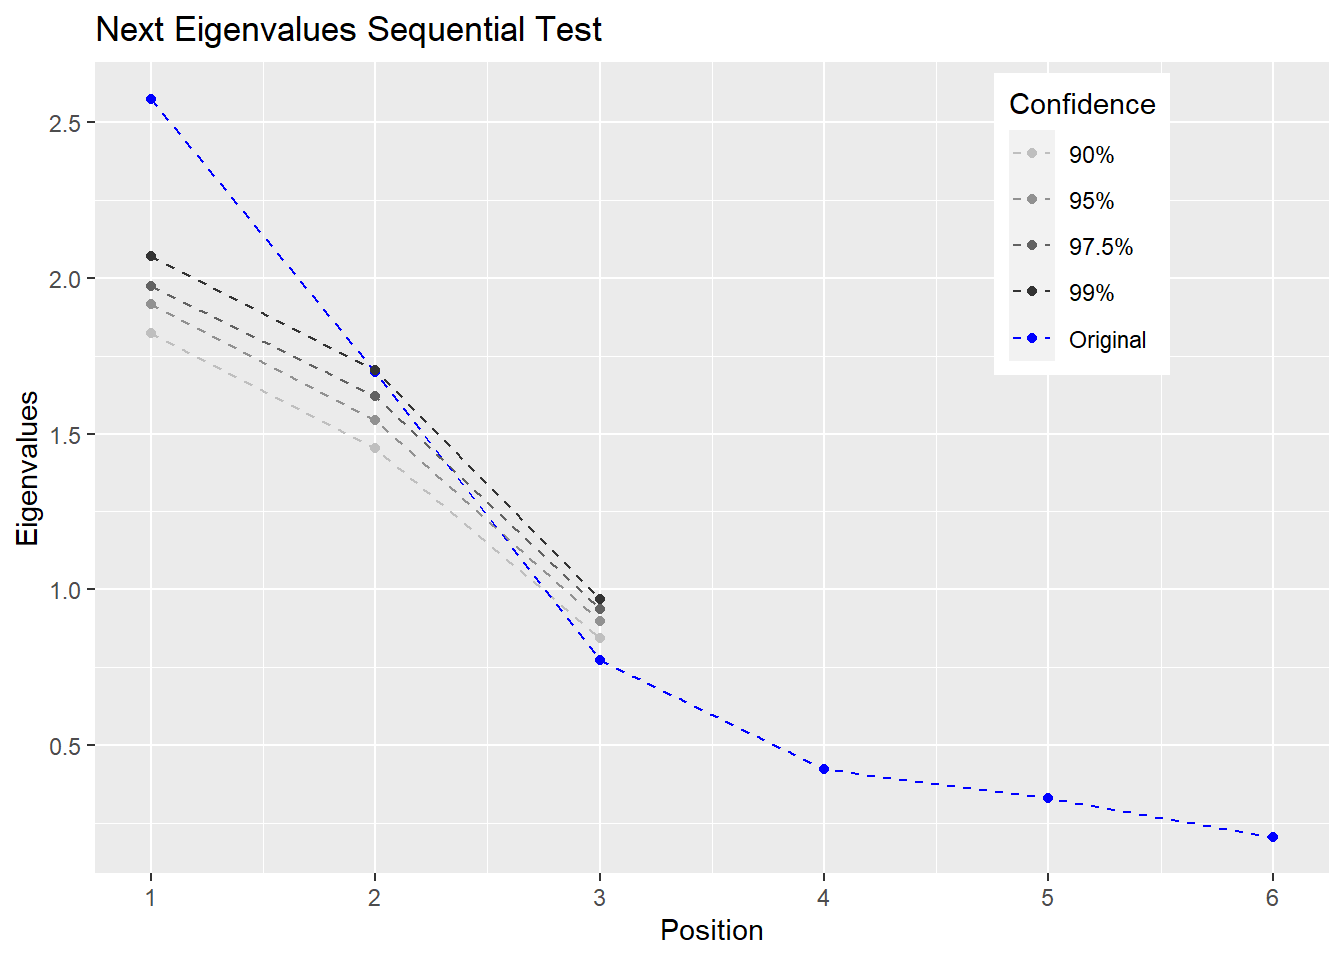 Next Eigenvalues Sequential Test
Eigenvalues
2.5
2.0
1.5
1.0
0.5
Confidence
90%
95%
97.5%
99%
Original
1 2 3 4 5 6
Position